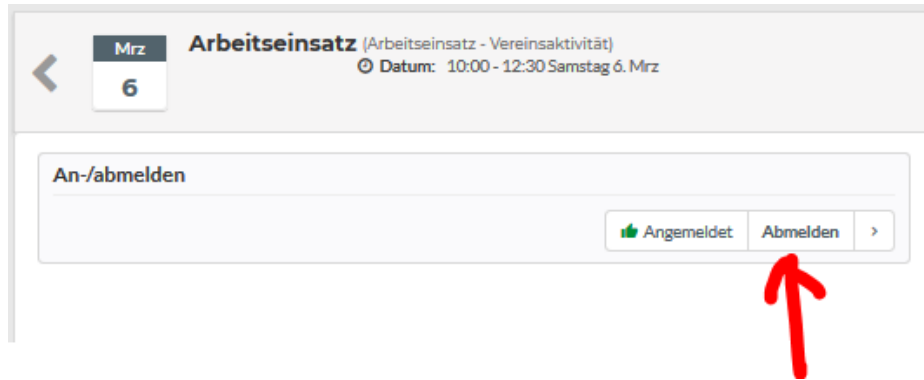 Mrz
6
Arbeitseinsatz (Arbeitseinsatz - Vereinsaktivität)
Datum: 10:00 - 12:30 Samstag 6. Mrz
An-/abmelden
Angemeldet Abmelden >